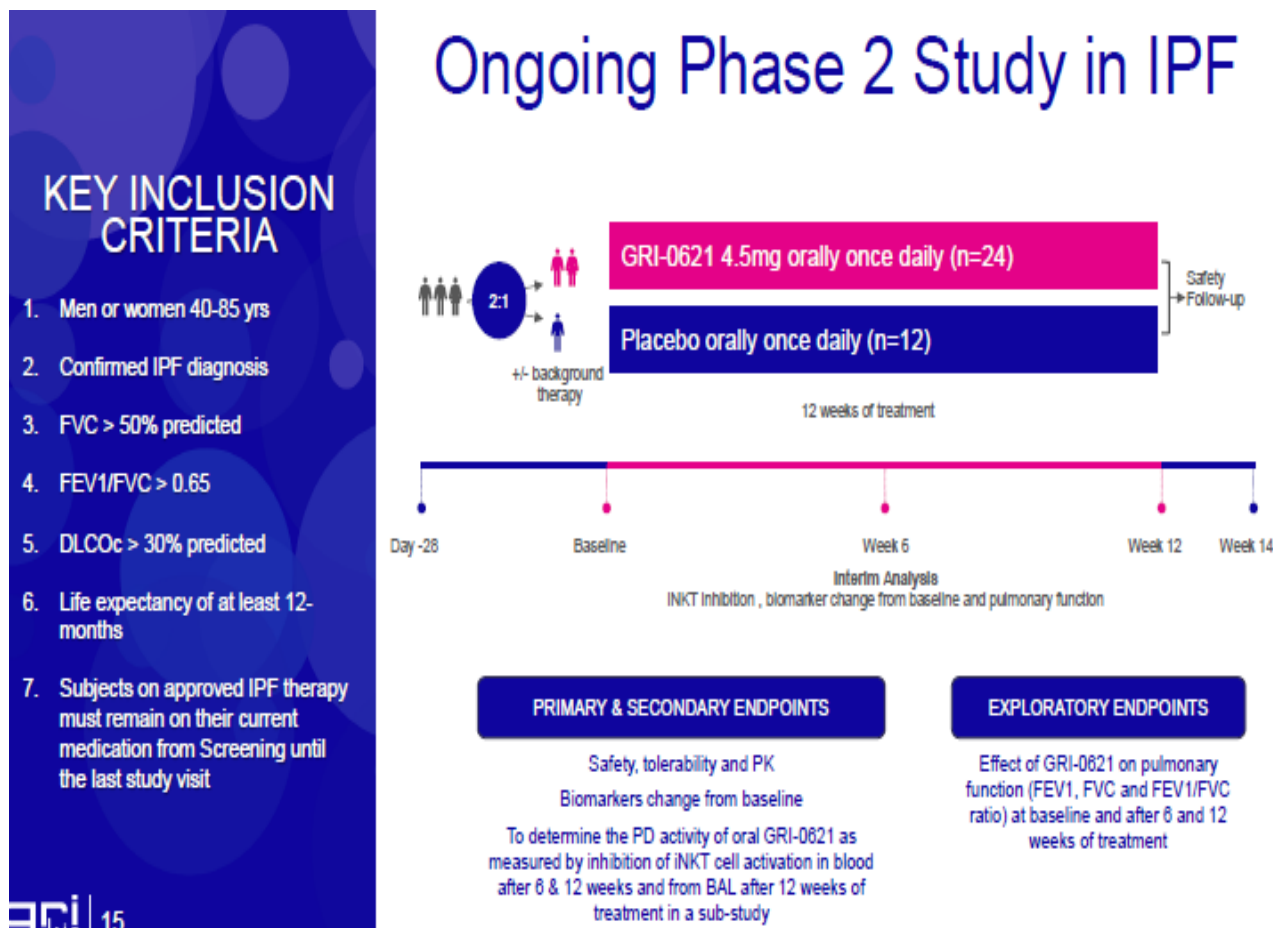 Ongoing Phase 2 Study in IPF
KEY INCLUSION
CRITERIA
1. Men or women 40-85 yrs
2. Confirmed IPF diagnosis
3. FVC > 50% predicted
4. FEV1/FVC > 0.65
5. DLCOc > 30% predicted
6. Life expectancy of at least 12-
months
7. Subjects on approved IPF therapy
must remain on their current
medication from Screening until
the last study visit
15
2:1
+/- background
therapy
GRI-0621 4.5mg orally once daily (n=24)
Placebo orally once daily (n=12)
Safety
Follow-up
12 weeks of treatment
Day -28
Baseline
Week 6
Week 12
Week 14
Interim Analysis
iNKT inhibition , biomarker change from baseline and pulmonary function
PRIMARY & SECONDARY ENDPOINTS
Safety, tolerability and PK
Biomarkers change from baseline
To determine the PD activity of oral GRI-0621 as
measured by inhibition of iNKT cell activation in blood
after 6 & 12 weeks and from BAL after 12 weeks of
treatment in a sub-study
EXPLORATORY ENDPOINTS
Effect of GRI-0621 on pulmonary
function (FEV1, FVC and FEV1/FVC
ratio) at baseline and after 6 and 12
weeks of treatment